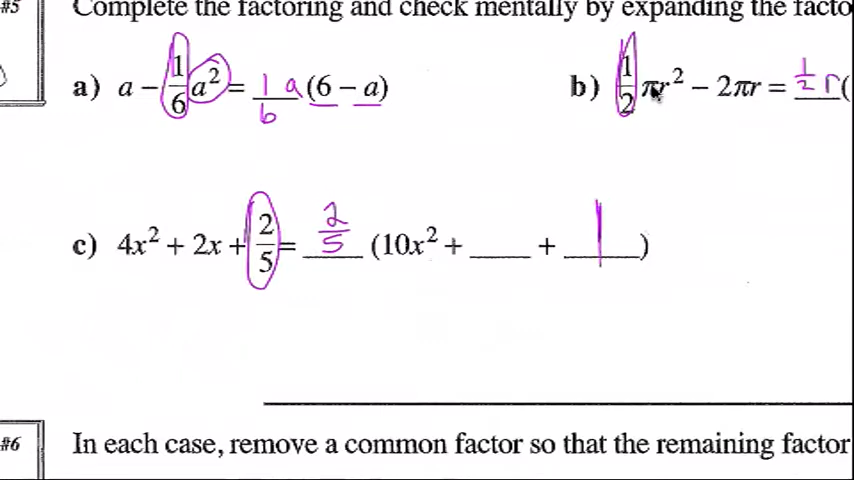 #5 Complete the factoring and check mentally by expanding the facto
a) a − 1/6 a² = 1/6 a (6 − a)
b) 1/2 πr² − 2πr = 1/2 r (
c) 4x² + 2x + 2/5 = 2/5 (10x² + ____ + 1)
#6 In each case, remove a common factor so that the remaining factor